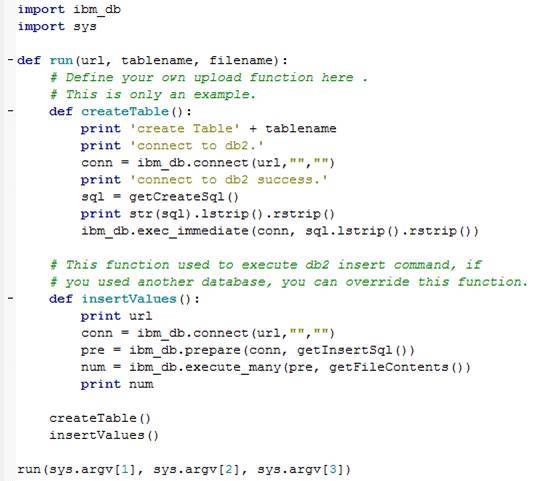 import ibm_db
import sys
def run(url, tablename, filename):
    # Define your own upload function here .
    # This is only an example.
    def createTable():
        print 'create Table' + tablename
        print 'connect to db2.'
        conn = ibm_db.connect(url,"","")
        print 'connect to db2 success.'
        sql = getCreateSql()
        print str(sql).lstrip().rstrip()
        ibm_db.exec_immediate(conn, sql.lstrip().rstrip())
    # This function used to execute db2 insert command, if
    # you used another database, you can override this function.
    def insertValues():
        print url
        conn = ibm_db.connect(url,"","")
        pre = ibm_db.prepare(conn, getInsertSql())
        num = ibm_db.execute_many(pre, getFileContents())
        print num
    createTable()
    insertValues()
run(sys.argv[1], sys.argv[2], sys.argv[3])